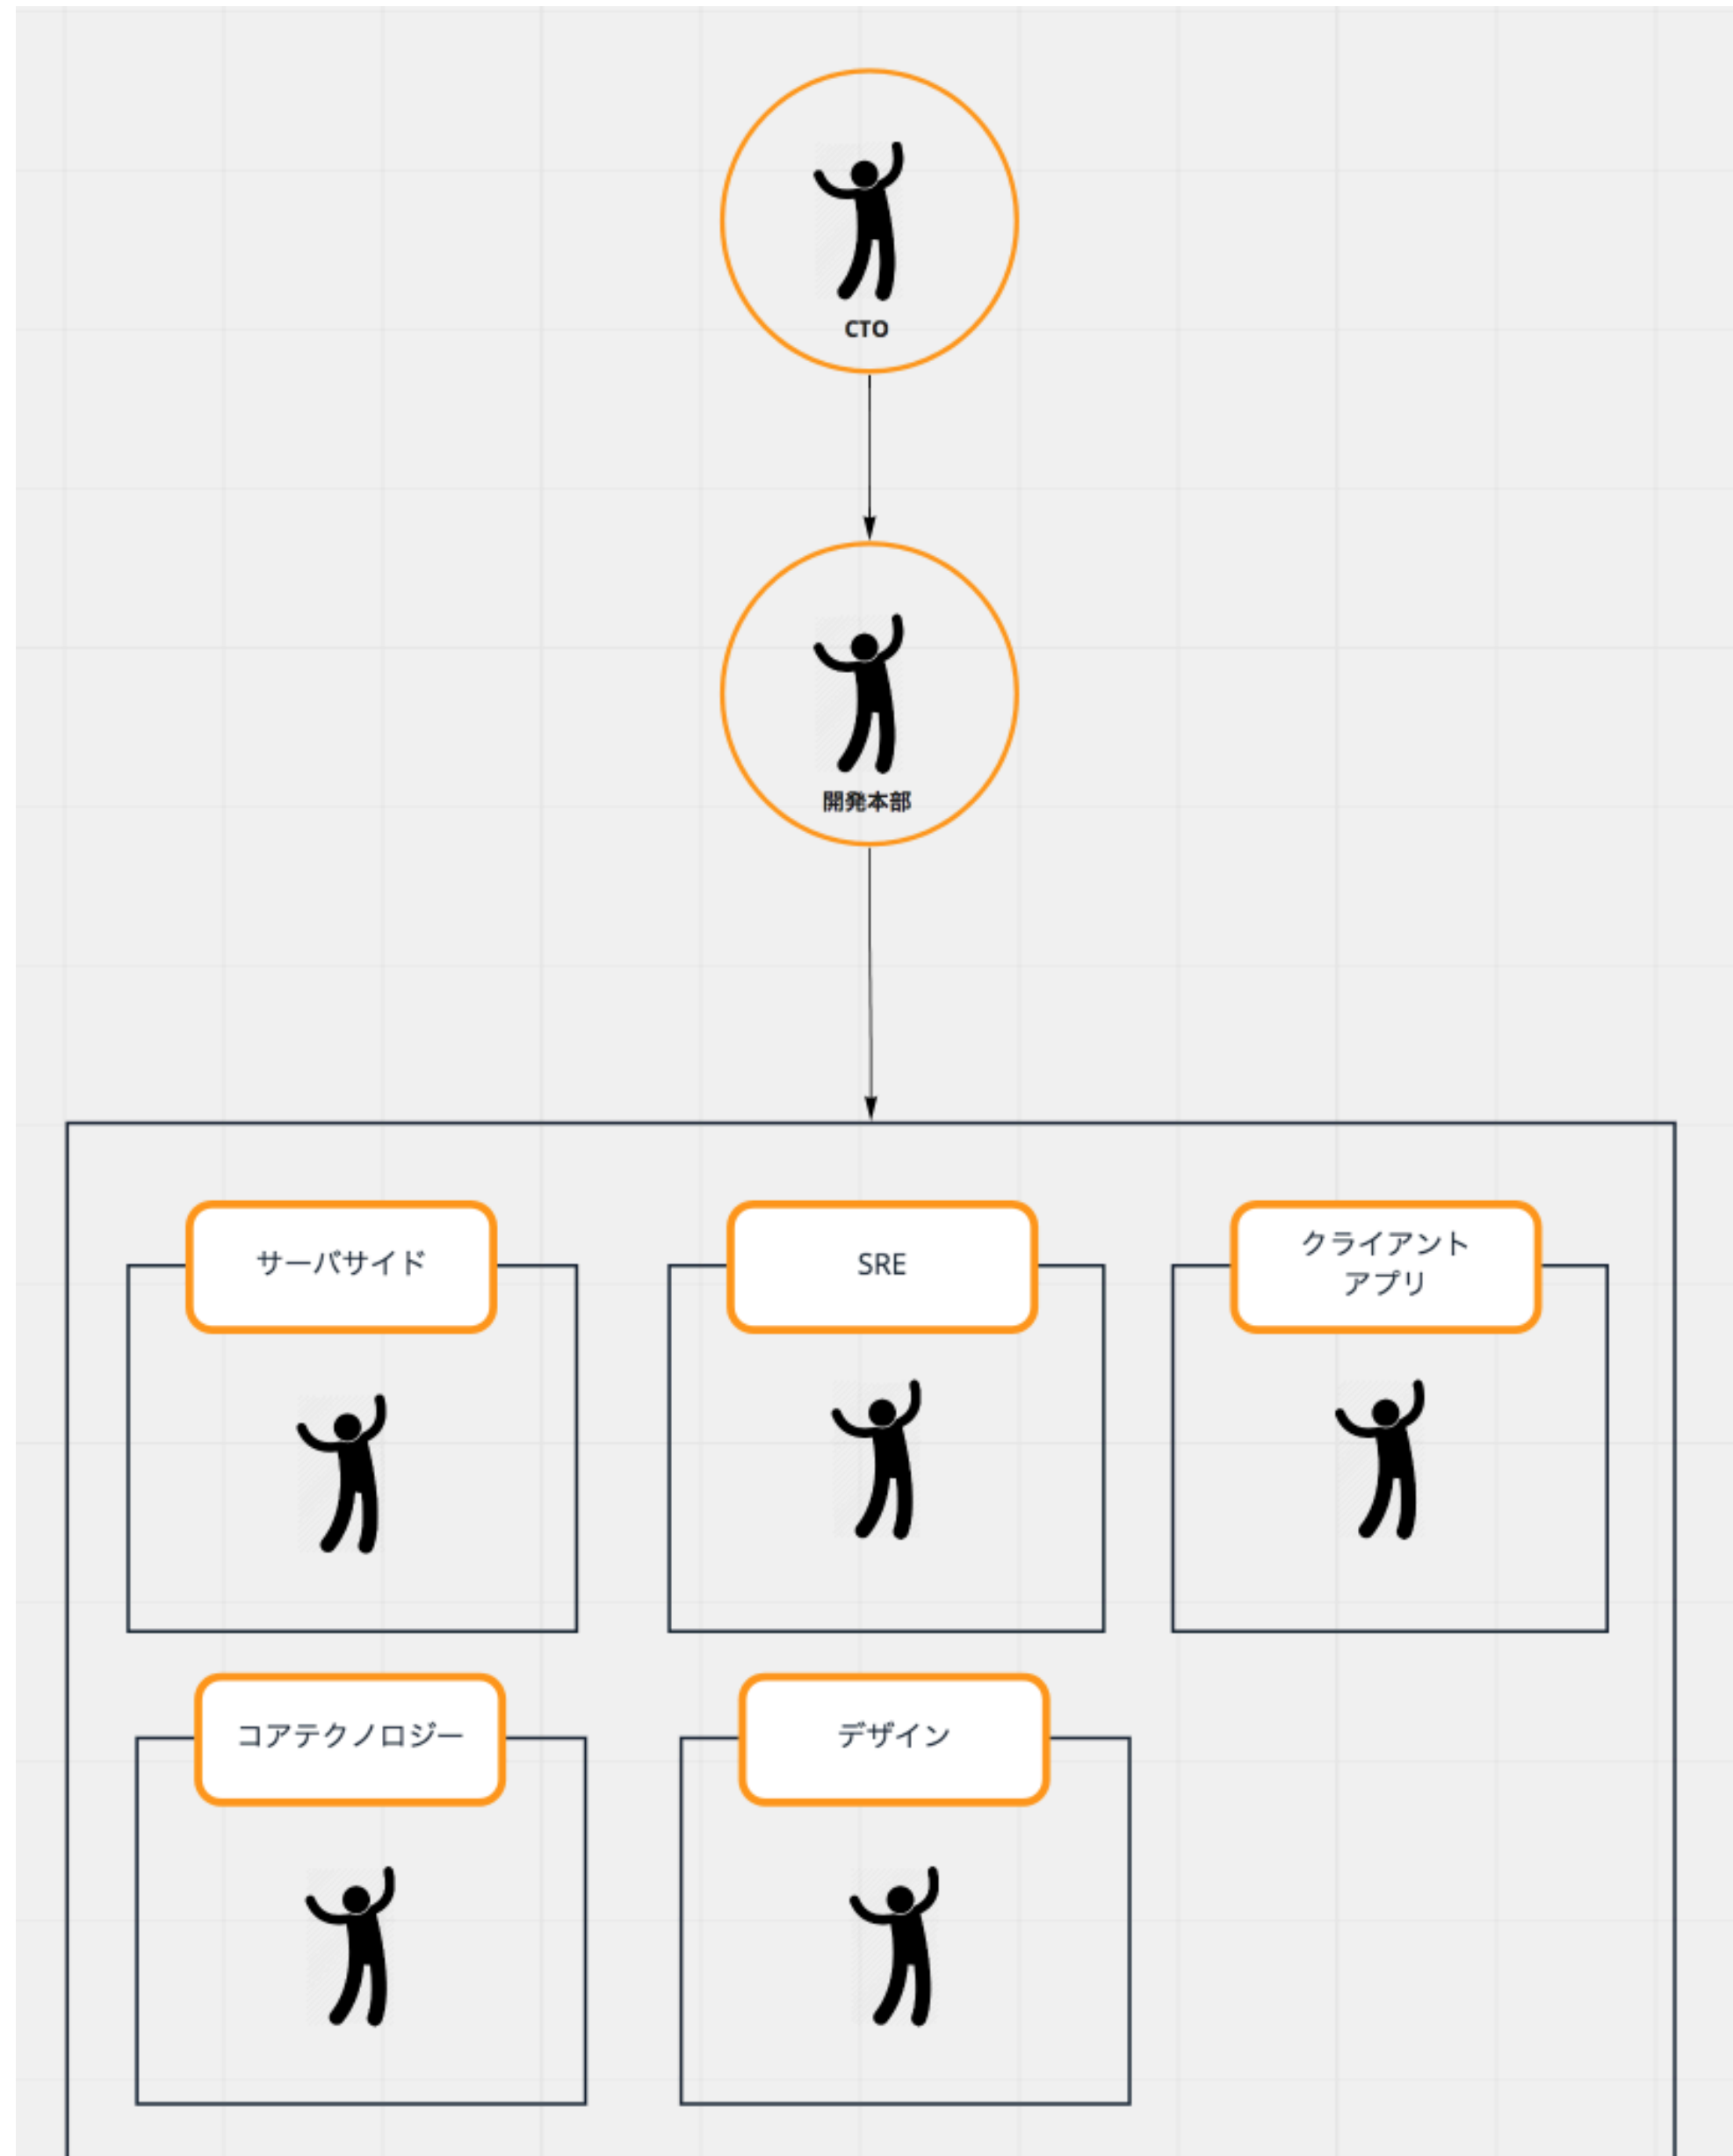 CTO
開発本部
サーバサイド
SRE
クライアント
アプリ
コアテクノロジー
デザイン